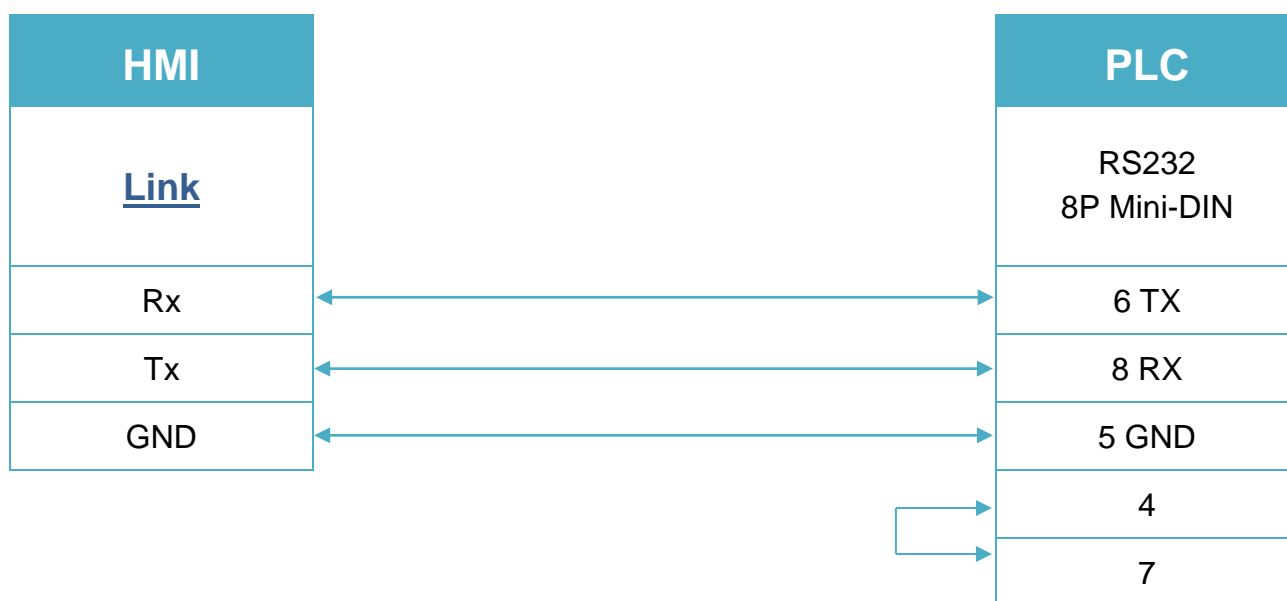 HMI
PLC
Link
RS232
8P Mini-DIN
Rx
6 TX
Tx
8 RX
GND
5 GND
4
7